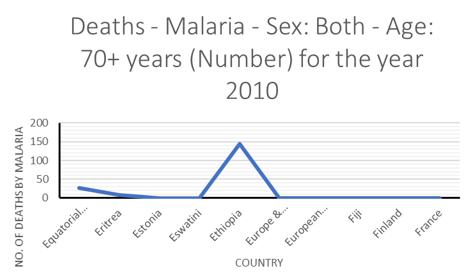 Deaths - Malaria - Sex: Both - Age:
70+ years (Number) for the year
2010
NO. OF DEATHS BY MALARIA
200
150
100
50
0
Equatorial...
Eritrea
Estonia
Eswatini
Ethiopia
Europe &...
European...
Fiji
Finland
France
COUNTRY